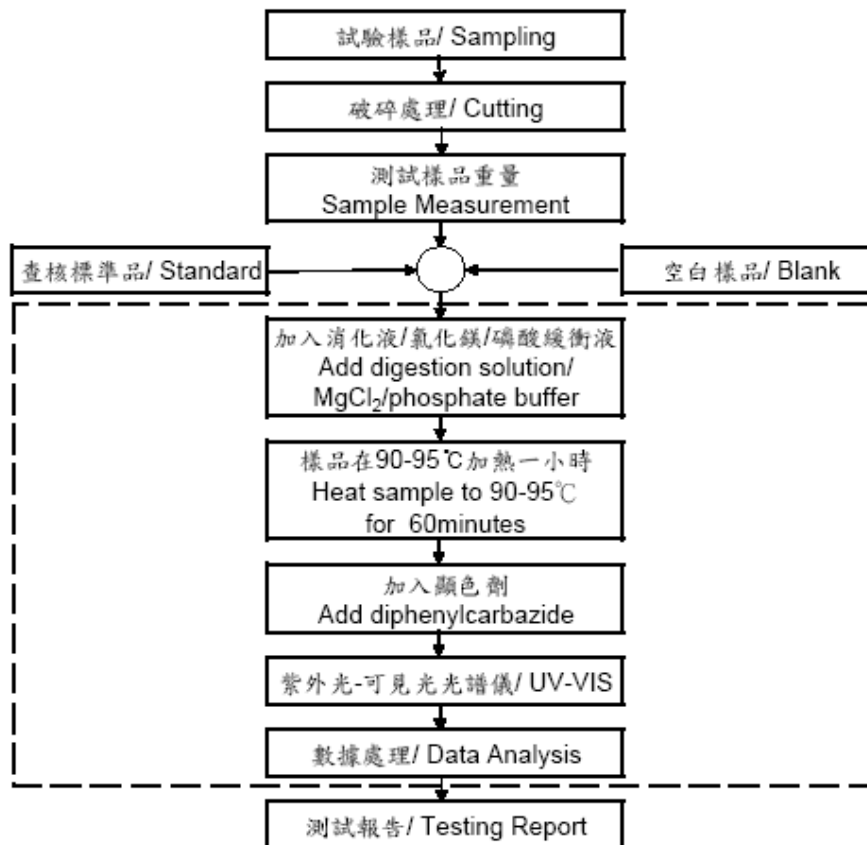 試驗樣品/ Sampling
破碎處理/ Cutting
測試樣品重量
Sample Measurement
查核標準品/ Standard
空白樣品/ Blank
加入消化液/氯化鎂/磷酸緩衝液
Add digestion solution/
MgCl₂/phosphate buffer
樣品在90-95℃加熱一小時
Heat sample to 90-95℃
for 60minutes
加入顯色劑
Add diphenylcarbazide
紫外光-可見光光譜儀/ UV-VIS
數據處理/ Data Analysis
測試報告/ Testing Report